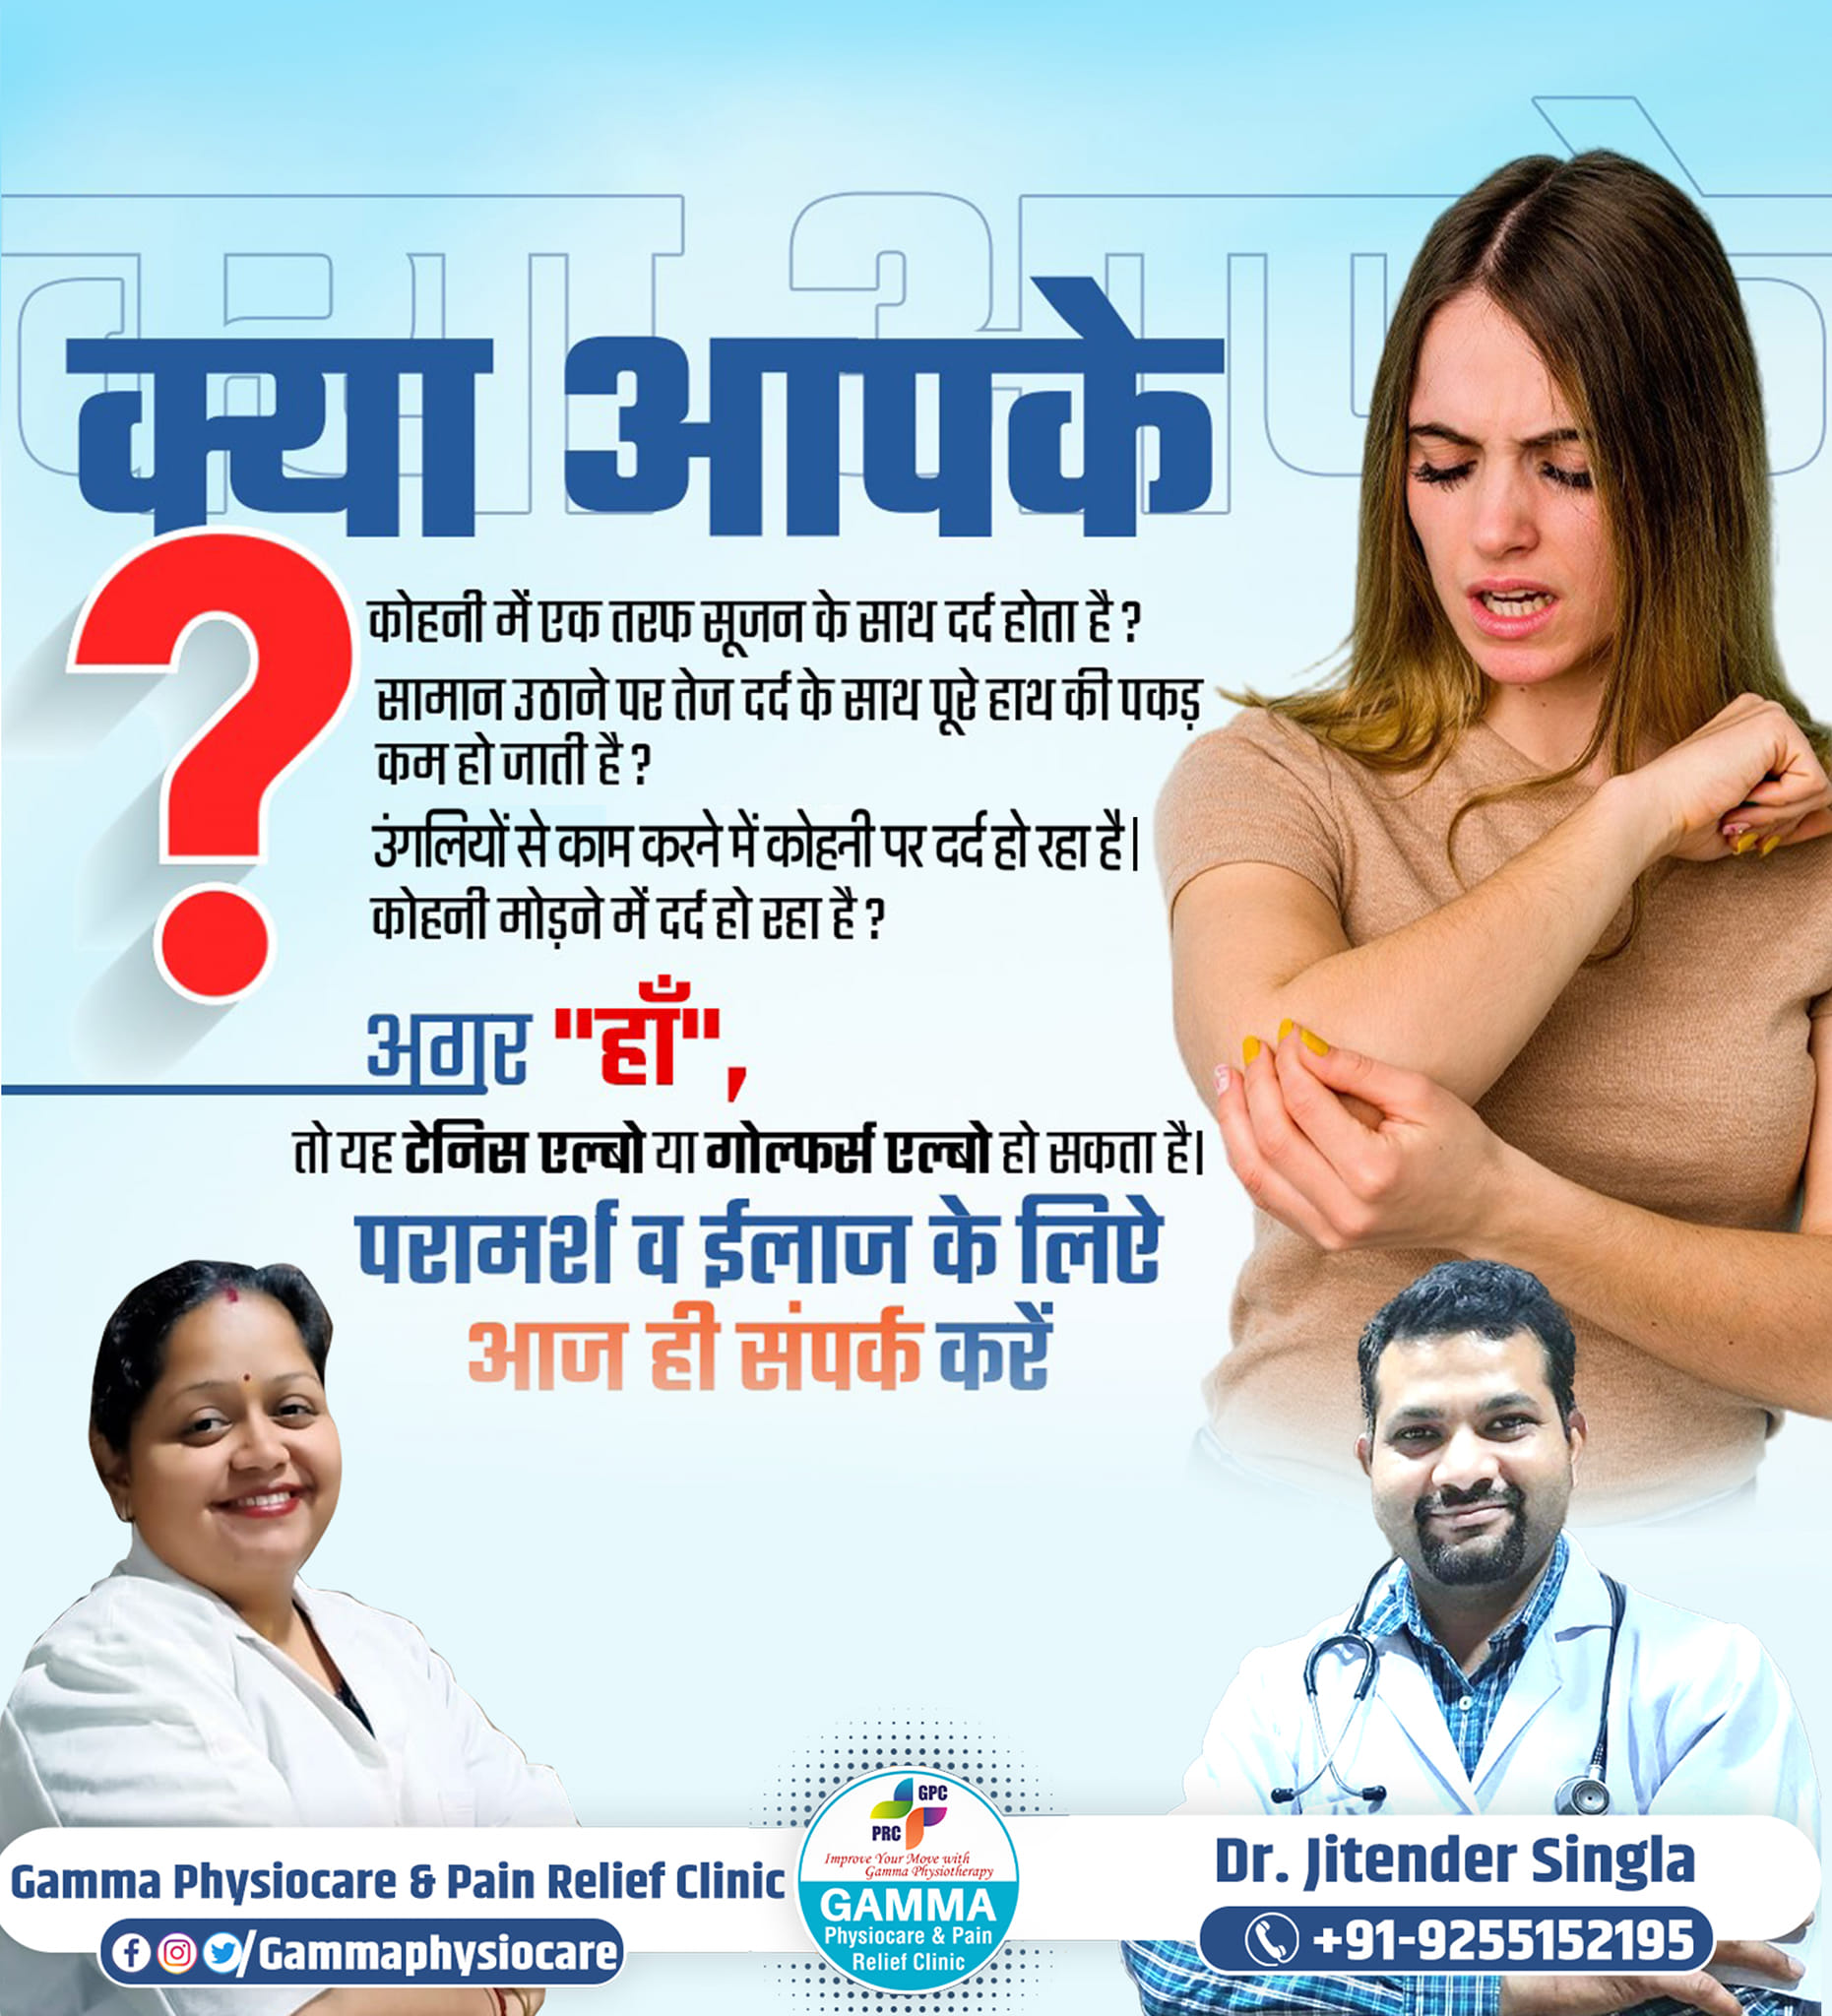 क्या आपके
क्या आपके
?
कोहनी में एक तरफ सूजन के साथ दर्द होता है ?
सामान उठाने पर तेज दर्द के साथ पूरे हाथ की पकड़
कम हो जाती है ?
उंगलियों से काम करने में कोहनी पर दर्द हो रहा है|
कोहनी मोड़ने में दर्द हो रहा है ?
अगर "हाँ",
तो यह टेनिस एल्बो या गोल्फर्स एल्बो हो सकता है।
परामर्श व ईलाज के लिऐ
आज ही संपर्क करें
Gamma Physiocare & Pain Relief Clinic
/Gammaphysiocare
GPC
PRC
Improve Your Move with
Gamma Physiotherapy
GAMMA
Physiocare & Pain
Relief Clinic
Dr. Jitender Singla
+91-9255152195